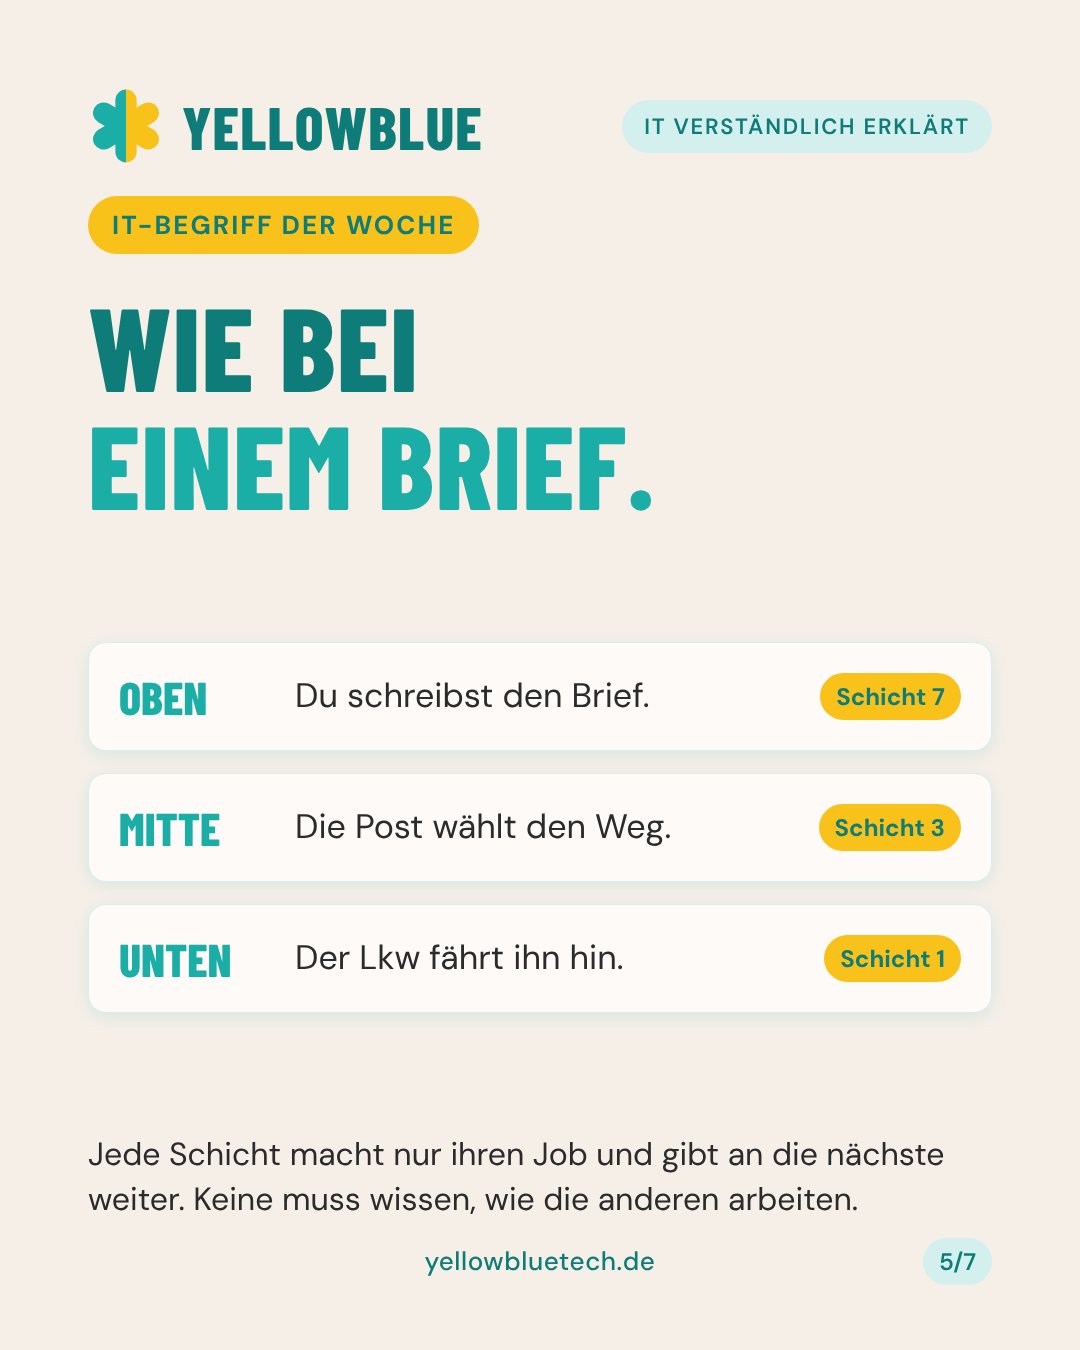 YELLOWBLUE
IT VERSTÄNDLICH ERKLÄRT
IT-BEGRIFF DER WOCHE
WIE BEI
EINEM BRIEF.
OBEN Du schreibst den Brief. Schicht 7
MITTE Die Post wählt den Weg. Schicht 3
UNTEN Der Lkw fährt ihn hin. Schicht 1
Jede Schicht macht nur ihren Job und gibt an die nächste
weiter. Keine muss wissen, wie die anderen arbeiten.
yellowbluetech.de
5/7